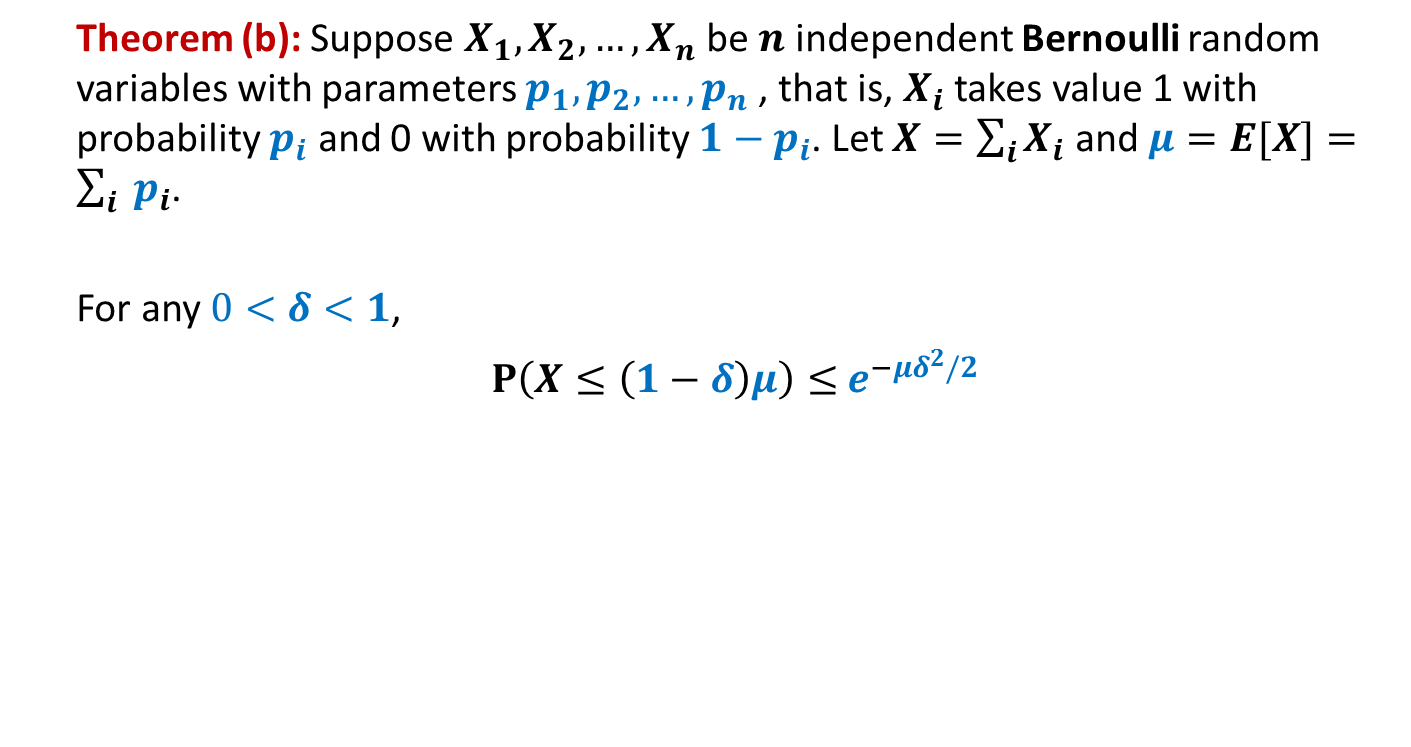 Theorem (b): Suppose X₁, X₂, … , Xₙ be n independent Bernoulli random
variables with parameters p₁, p₂, … , pₙ , that is, Xᵢ takes value 1 with
probability pᵢ and 0 with probability 1 − pᵢ. Let X = ∑ᵢ Xᵢ and μ = E[X] =
∑ᵢ pᵢ.
For any 0 < δ < 1,
P(X ≤ (1 − δ)μ) ≤ e^{−μδ²/2}